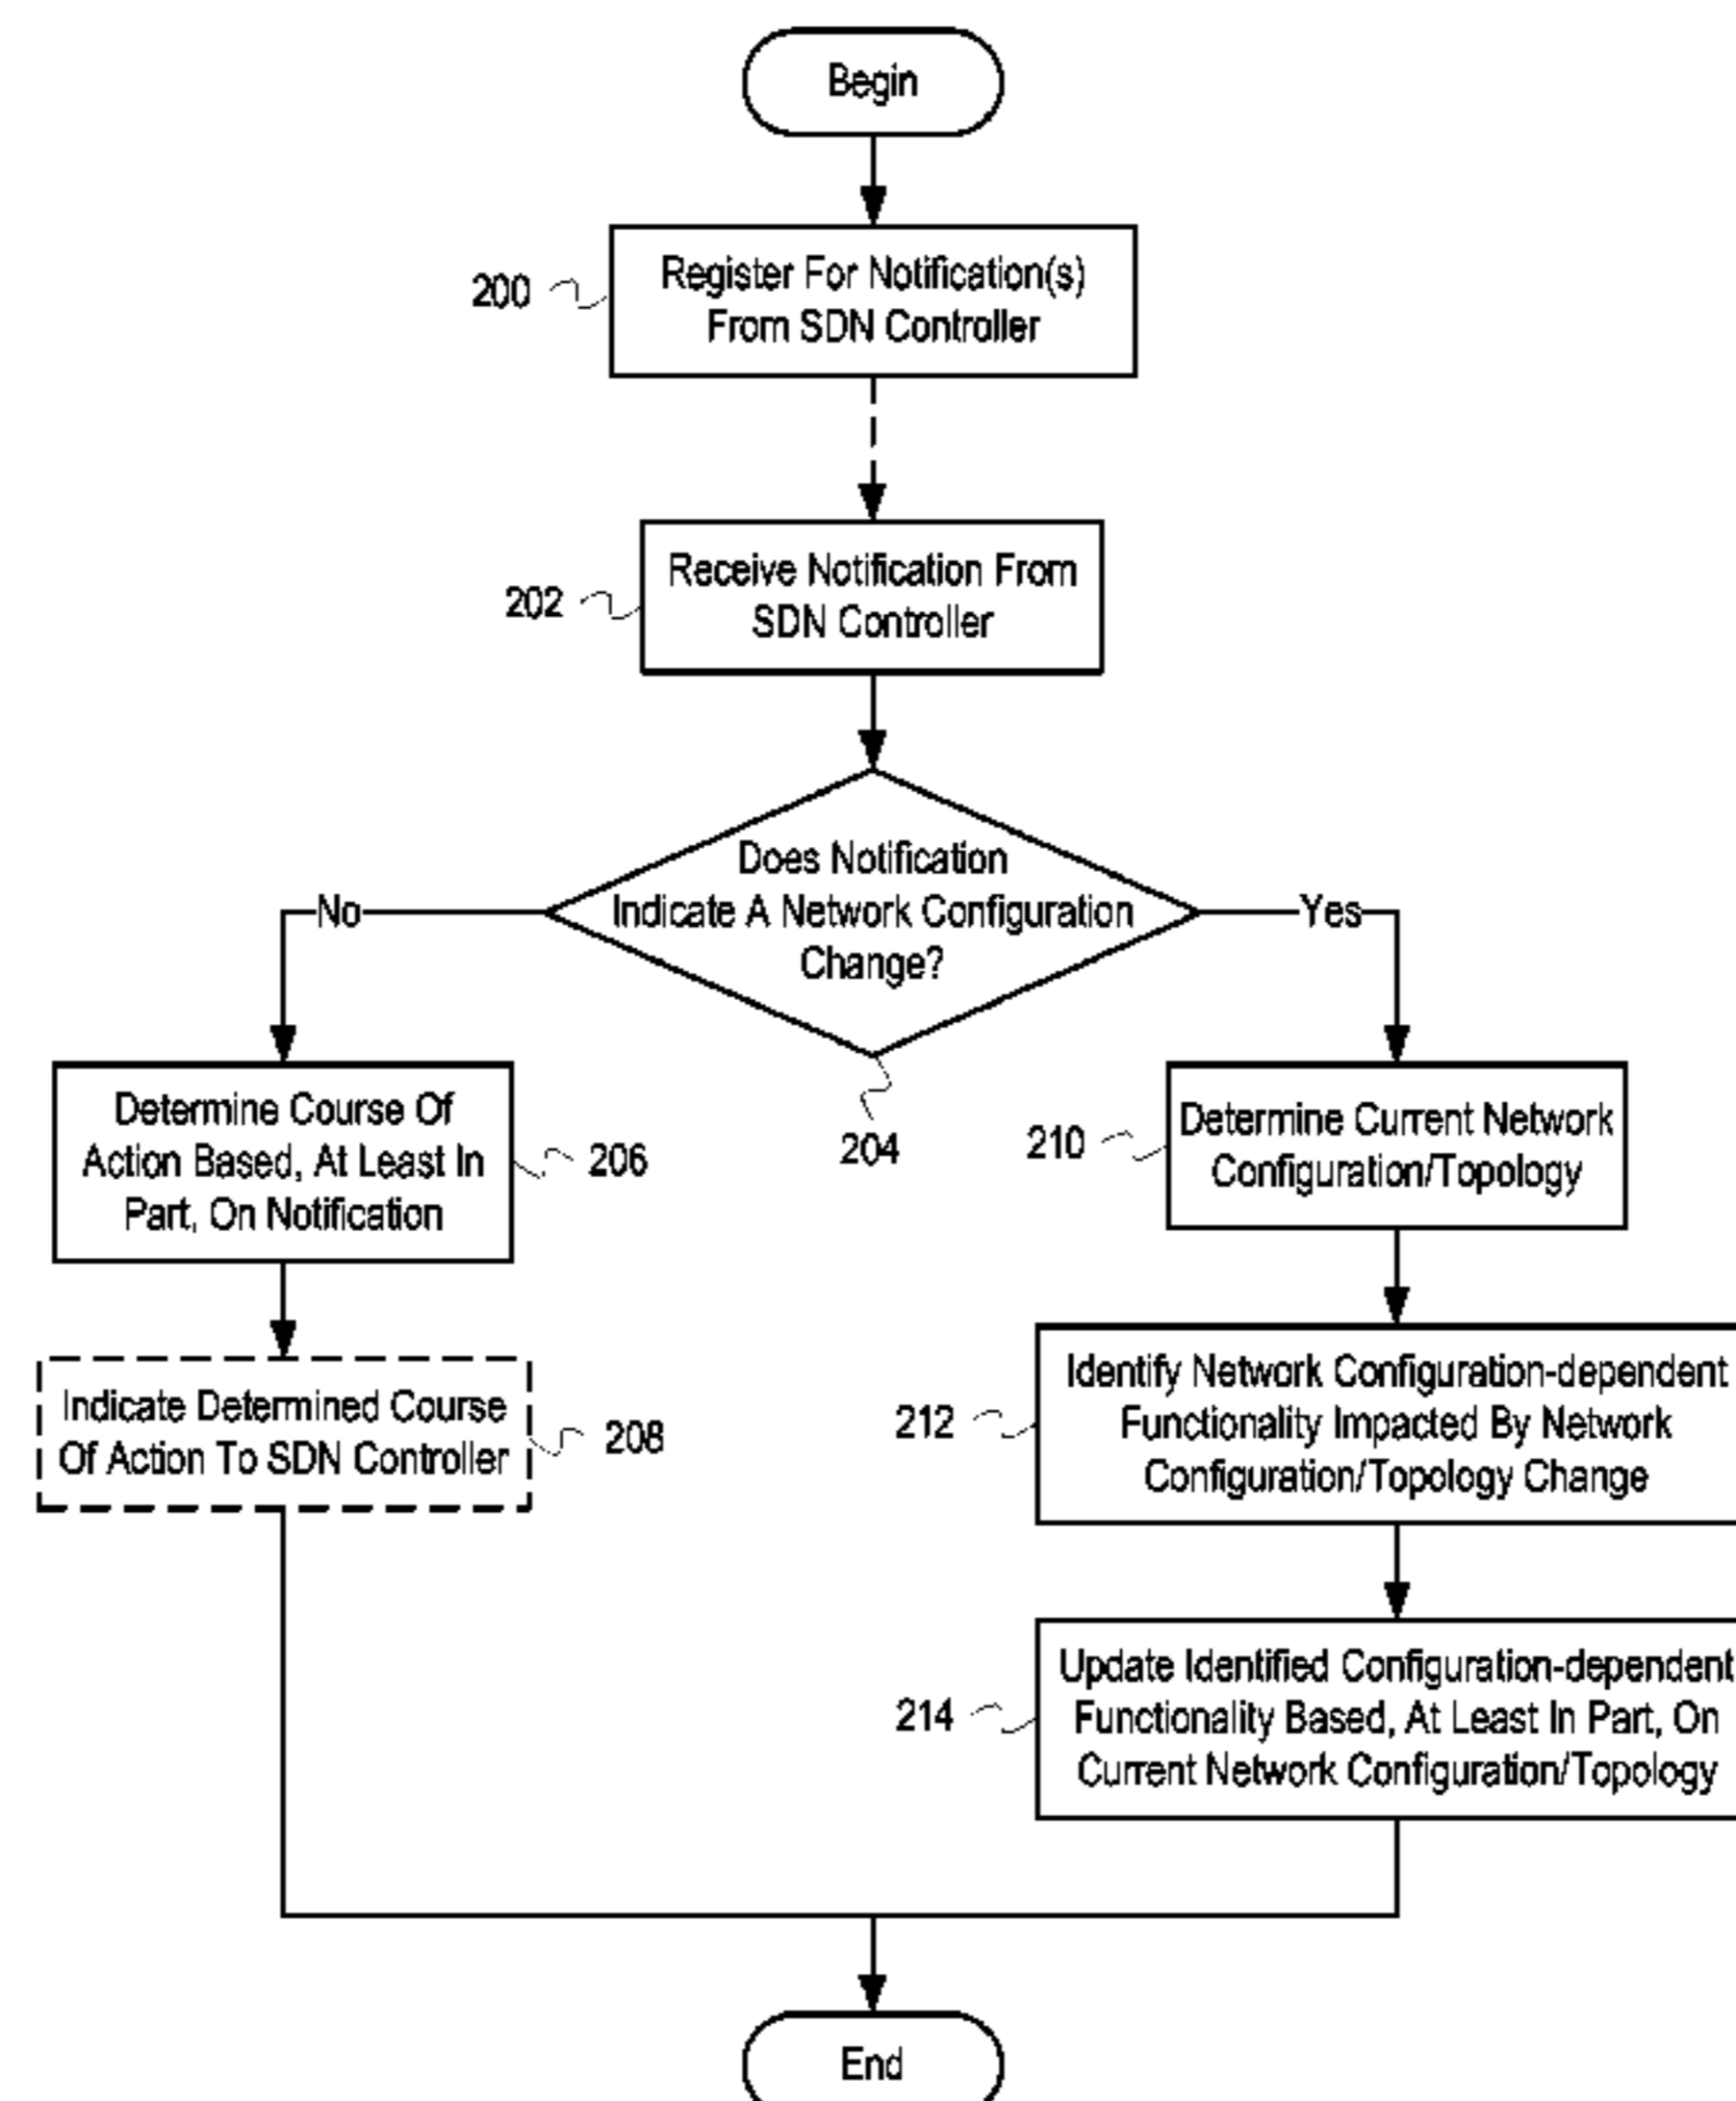 Begin
200
Register For Notification(s)
From SDN Controller
202
Receive Notification From
SDN Controller
Does Notification
Indicate A Network Configuration
Change?
No
Yes
204
Determine Course Of
Action Based, At Least In
Part, On Notification
206
210
Determine Current Network
Configuration/Topology
Indicate Determined Course
Of Action To SDN Controller
208
212
Identify Network Configuration-dependent
Functionality Impacted By Network
Configuration/Topology Change
214
Update Identified Configuration-dependent
Functionality Based, At Least In Part, On
Current Network Configuration/Topology
End